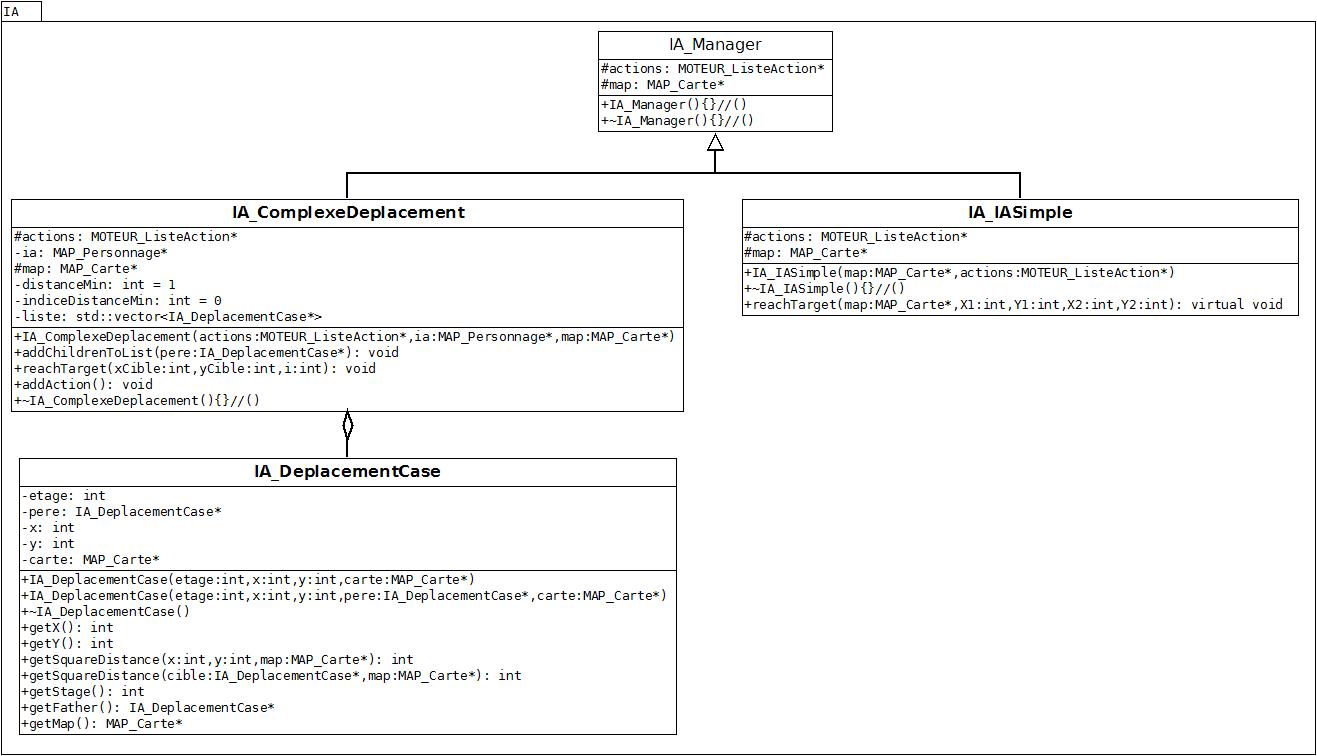 IA
IA_Manager
#actions: MOTEUR_ListeAction*
#map: MAP_Carte*
+IA_Manager(){}//()
+~IA_Manager(){}//()
IA_ComplexeDeplacement
#actions: MOTEUR_ListeAction*
-ia: MAP_Personnage*
#map: MAP_Carte*
-distanceMin: int = 1
-indiceDistanceMin: int = 0
-liste: std::vector<IA_DeplacementCase*>
+IA_ComplexeDeplacement(actions:MOTEUR_ListeAction*,ia:MAP_Personnage*,map:MAP_Carte*)
+addChildrenToList(pere:IA_DeplacementCase*): void
+reachTarget(xCible:int,yCible:int,i:int): void
+addAction(): void
+~IA_ComplexeDeplacement(){}//()
IA_IASimple
#actions: MOTEUR_ListeAction*
#map: MAP_Carte*
+IA_IASimple(map:MAP_Carte*,actions:MOTEUR_ListeAction*)
+~IA_IASimple(){}//()
+reachTarget(map:MAP_Carte*,X1:int,Y1:int,X2:int,Y2:int): virtual void
IA_DeplacementCase
-etage: int
-pere: IA_DeplacementCase*
-x: int
-y: int
-carte: MAP_Carte*
+IA_DeplacementCase(etage:int,x:int,y:int,carte:MAP_Carte*)
+IA_DeplacementCase(etage:int,x:int,y:int,pere:IA_DeplacementCase*,carte:MAP_Carte*)
+~IA_DeplacementCase()
+getX(): int
+getY(): int
+getSquareDistance(x:int,y:int,map:MAP_Carte*): int
+getSquareDistance(cible:IA_DeplacementCase*,map:MAP_Carte*): int
+getStage(): int
+getFather(): IA_DeplacementCase*
+getMap(): MAP_Carte*